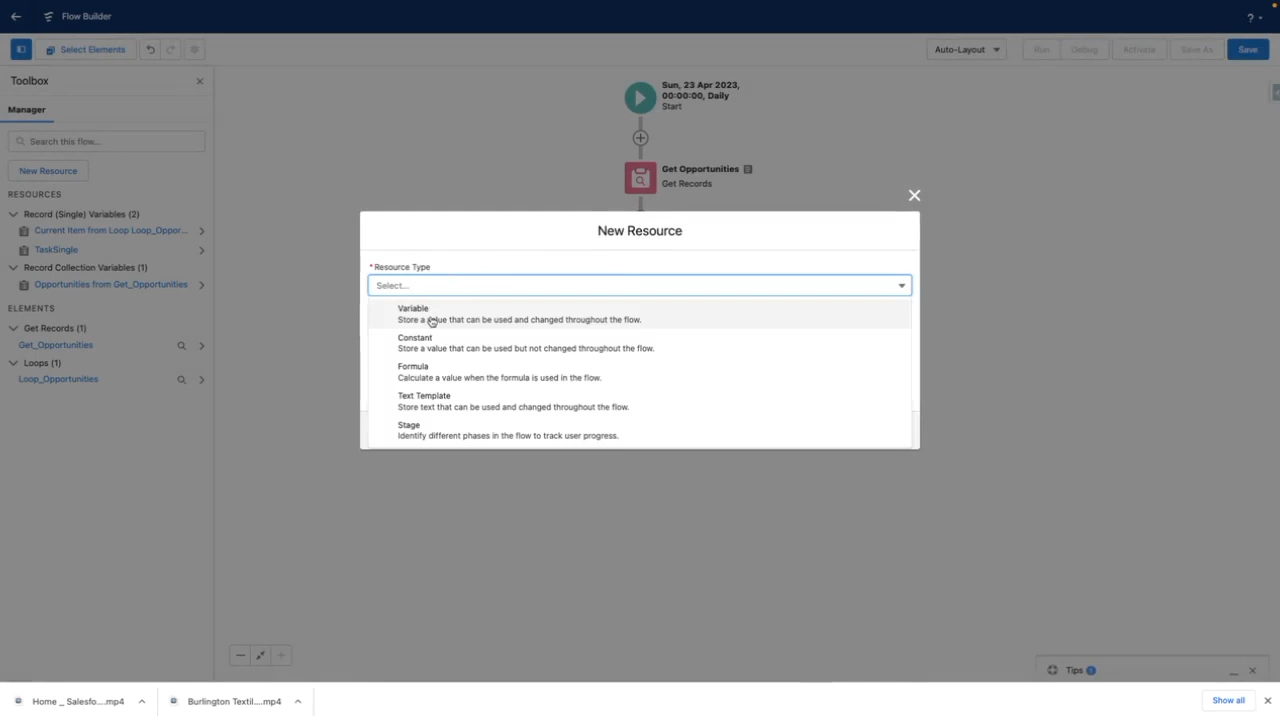 Flow Builder
?
Select Elements
Auto-Layout
Run
Debug
Activate
Save As
Save
Toolbox
Manager
Search this flow...
New Resource
RESOURCES
Record (Single) Variables (2)
Current Item from Loop Loop_Oppor...
TaskSingle
Record Collection Variables (1)
Opportunities from Get_Opportunities
ELEMENTS
Get Records (1)
Get_Opportunities
Loops (1)
Loop_Opportunities
Sun, 23 Apr 2023,
00:00:00, Daily
Start
Get Opportunities
Get Records
New Resource
* Resource Type
Select...
Variable
Store a value that can be used and changed throughout the flow.
Constant
Store a value that can be used but not changed throughout the flow.
Formula
Calculate a value when the formula is used in the flow.
Text Template
Store text that can be used and changed throughout the flow.
Stage
Identify different phases in the flow to track user progress.
Tips 1
Home _ Salesfo....mp4
Burlington Textil....mp4
Show all